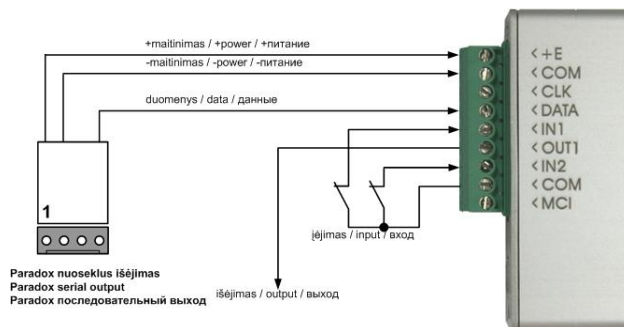 +maitinimas / +power / +питание
-maitinimas / -power / -питание
duomenys / data / данные
<+E
<COM
<CLK
<DATA
<IN1
<OUT1
<IN2
<COM
<MCI
1
įėjimas / input / вход
išėjimas / output / выход
Paradox nuoseklus išėjimas
Paradox serial output
Paradox последовательный выход